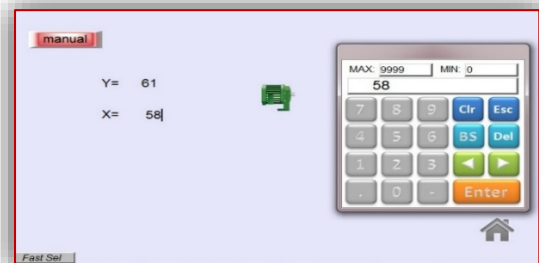 manual
Y= 61
X= 58
MAX: 9999 MIN: 0
58
7 8 9 Clr Esc
4 5 6 BS Del
1 2 3
. 0 - Enter
Fast Sel